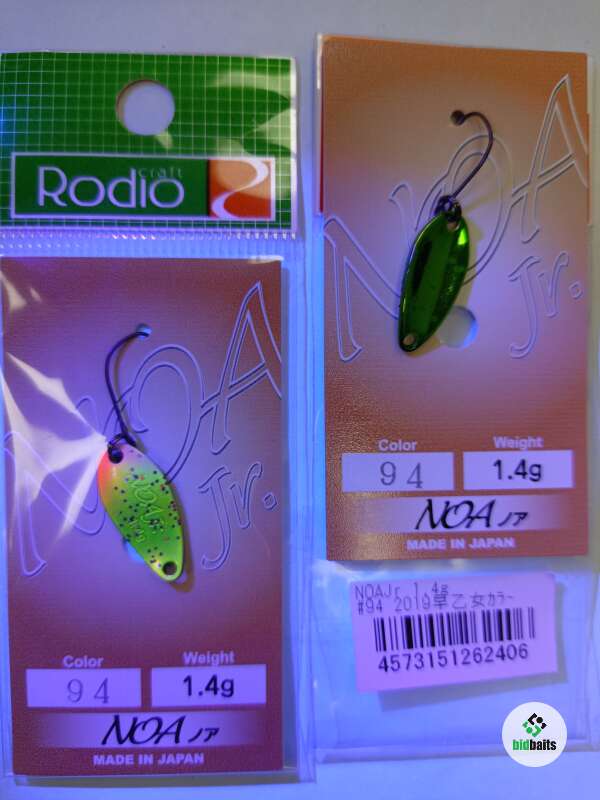 craft
Rodio
NOA
Jr.
NOA
Color
Weight
94
1.4g
NOA ノア
MADE IN JAPAN
NOA
Jr.
Color
Weight
94
1.4g
NOA ノア
MADE IN JAPAN
NOAJr 1.4g
#94 2019早乙女ｶﾗｰ
4573151262406
bidbaits